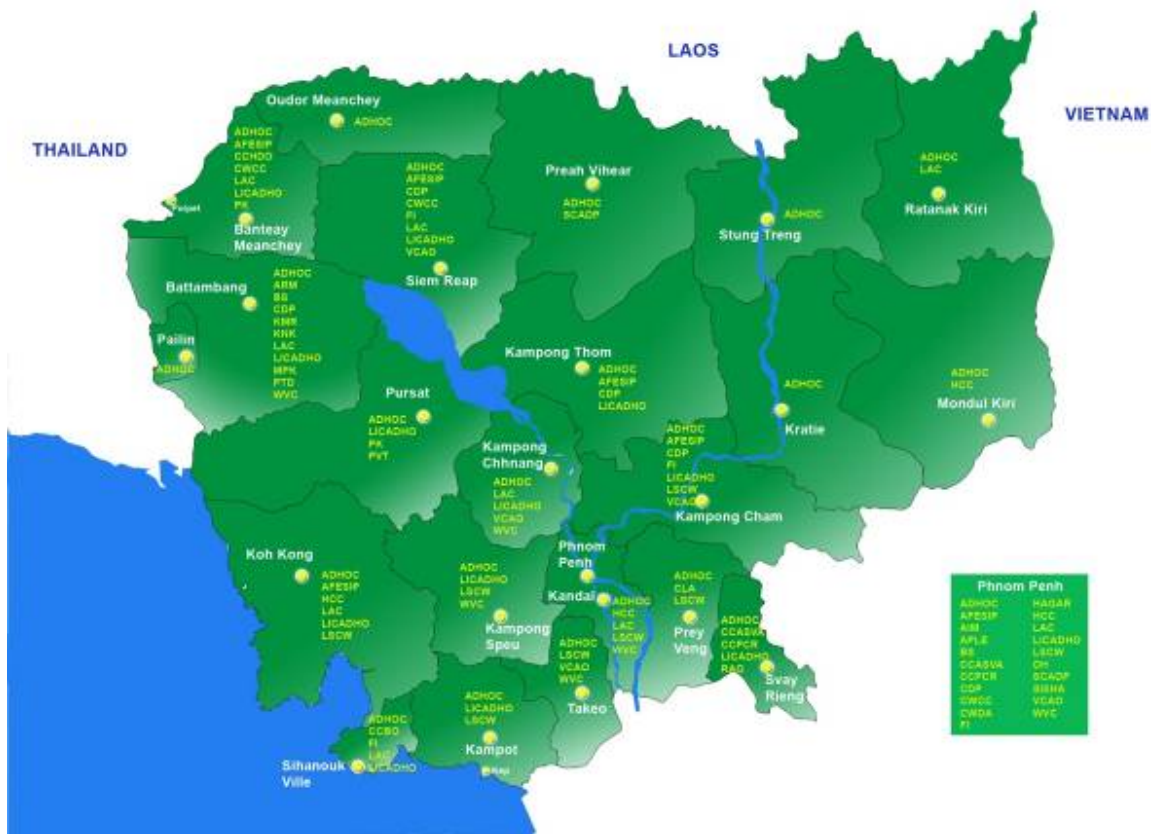 LAOS
VIETNAM
THAILAND
Oudor Meanchey
ADHOC
ADHOC
AFESIP
CCHDO
CWCC
LAC
LICADHO
PK
Poipet
Banteay
Meanchey
ADHOC
AFESIP
CDP
CWCC
FI
LAC
LICADHO
VCAO
Siem Reap
Preah Vihear
ADHOC
SCADP
ADHOC
Stung Treng
ADHOC
LAC
Ratanak Kiri
Battambang
ADHOC
ARM
BS
CDP
KMR
KNK
LAC
LICADHO
MPK
PTD
WVC
Pailin
ADHOC
Pursat
ADHOC
LICADHO
PK
PVT
Kampong Thom
ADHOC
AFESIP
CDP
LICADHO
ADHOC
Kratie
ADHOC
HCC
Mondul Kiri
Kampong
Chhnang
ADHOC
LAC
LICADHO
VCAO
WVC
ADHOC
AFESIP
CDP
FI
LICADHO
LSCW
VCAO
Kampong Cham
Koh Kong
ADHOC
AFESIP
HCC
LAC
LICADHO
LSCW
ADHOC
LICADHO
LSCW
WVC
Kampong
Speu
Phnom
Penh
Kandal
ADHOC
HCC
LAC
LSCW
WVC
ADHOC
CLA
LSCW
Prey
Veng
ADHOC
CCASVA
CCPCR
LICADHO
RAO
Svay
Rieng
ADHOC
LSCW
VCAO
WVC
Takeo
ADHOC
LICADHO
LSCW
Kampot
Kep
ADHOC
CCBO
FI
LAC
LICADHO
Sihanouk
Ville
Phnom Penh
ADHOC HAGAR
AFESIP HCC
AIM LAC
APLE LICADHO
BS LSCW
CCASVA OH
CCPCR SCADP
CDP SISHA
CWCC VCAO
CWDA WVC
FI